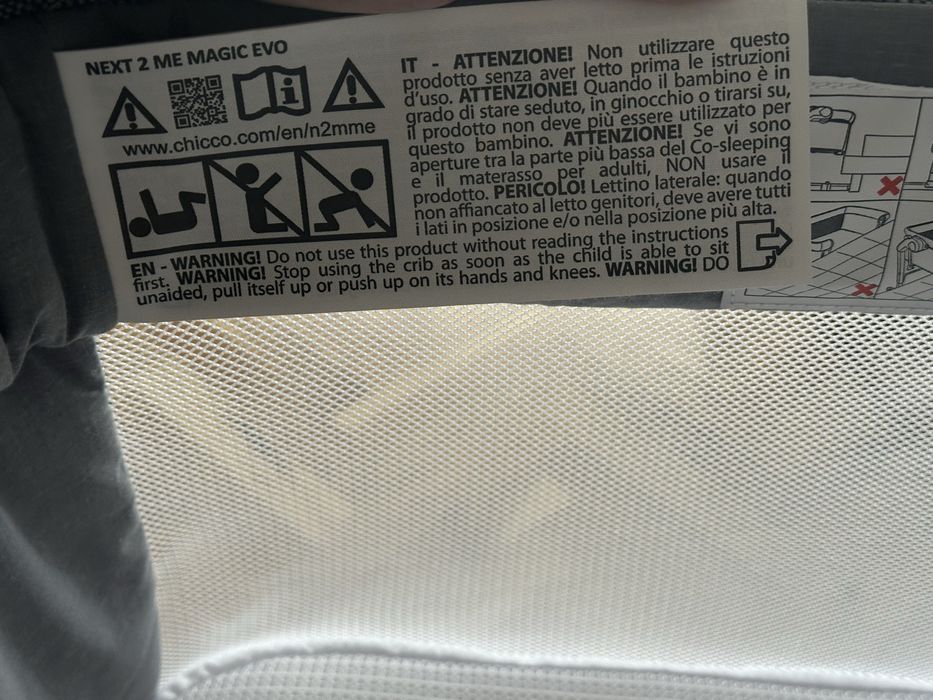 NEXT 2 ME MAGIC EVO
www.chicco.com/en/n2mme
IT - ATTENZIONE! Non utilizzare questo
prodotto senza aver letto prima le istruzioni
d'uso. ATTENZIONE! Quando il bambino è in
grado di stare seduto, in ginocchio o tirarsi su,
il prodotto non deve più essere utilizzato per
questo bambino. ATTENZIONE! Se vi sono
aperture tra la parte più bassa del Co-sleeping
e il materasso per adulti, NON usare il
prodotto. PERICOLO! Lettino laterale: quando
non affiancato al letto genitori, deve avere tutti
i lati in posizione e/o nella posizione più alta.
EN - WARNING! Do not use this product without reading the instructions
first. WARNING! Stop using the crib as soon as the child is able to sit
unaided, pull itself up or push up on its hands and knees. WARNING! DO